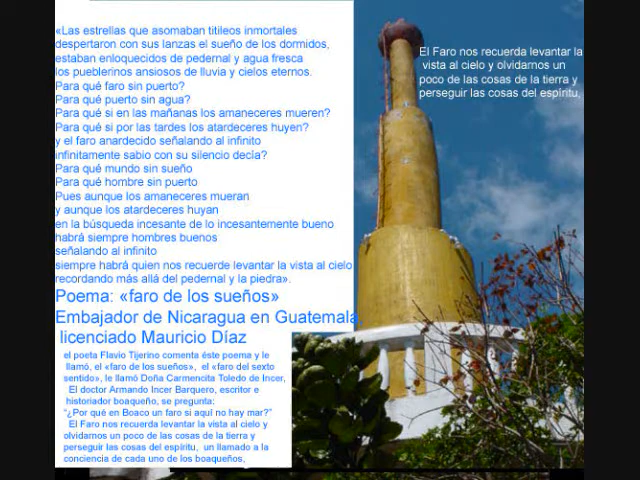 «Las estrellas que asomaban titileos inmortales
despertaron con sus lanzas el sueño de los dormidos,
estaban enloquecidos de pedernal y agua fresca
los pueblerinos ansiosos de lluvia y cielos eternos.
Para qué faro sin puerto?
Para qué puerto sin agua?
Para qué si en las mañanas los amaneceres mueren?
Para qué si por las tardes los atardeceres huyen?
y el faro anardecido señalando al infinito
infinitamente sabio con su silencio decía?
Para qué mundo sin sueño
Para qué hombre sin puerto
Pues aunque los amaneceres mueran
y aunque los atardeceres huyan
en la búsqueda incesante de lo incesantemente bueno
habrá siempre hombres buenos
señalando al infinito
siempre habrá quien nos recuerde levantar la vista al cielo
recordando más allá del pedernal y la piedra».
Poema: «faro de los sueños»
Embajador de Nicaragua en Guatemala,
licenciado Mauricio Díaz
el poeta Flavio Tijerino comenta éste poema y le
llamó, el «faro de los sueños», el «faro del sexto
sentido», le llamó Doña Carmencita Toledo de Incer,
El doctor Armando Incer Barquero, escritor e
historiador boaqueño, se pregunta:
"¿Por qué en Boaco un faro si aquí no hay mar?"
El Faro nos recuerda levantar la vista al cielo y
olvidarnos un poco de las cosas de la tierra y
perseguir las cosas del espíritu, un llamado a la
conciencia de cada uno de los boaqueños,
El Faro nos recuerda levantar la
vista al cielo y olvidarnos un
poco de las cosas de la tierra y
perseguir las cosas del espíritu,